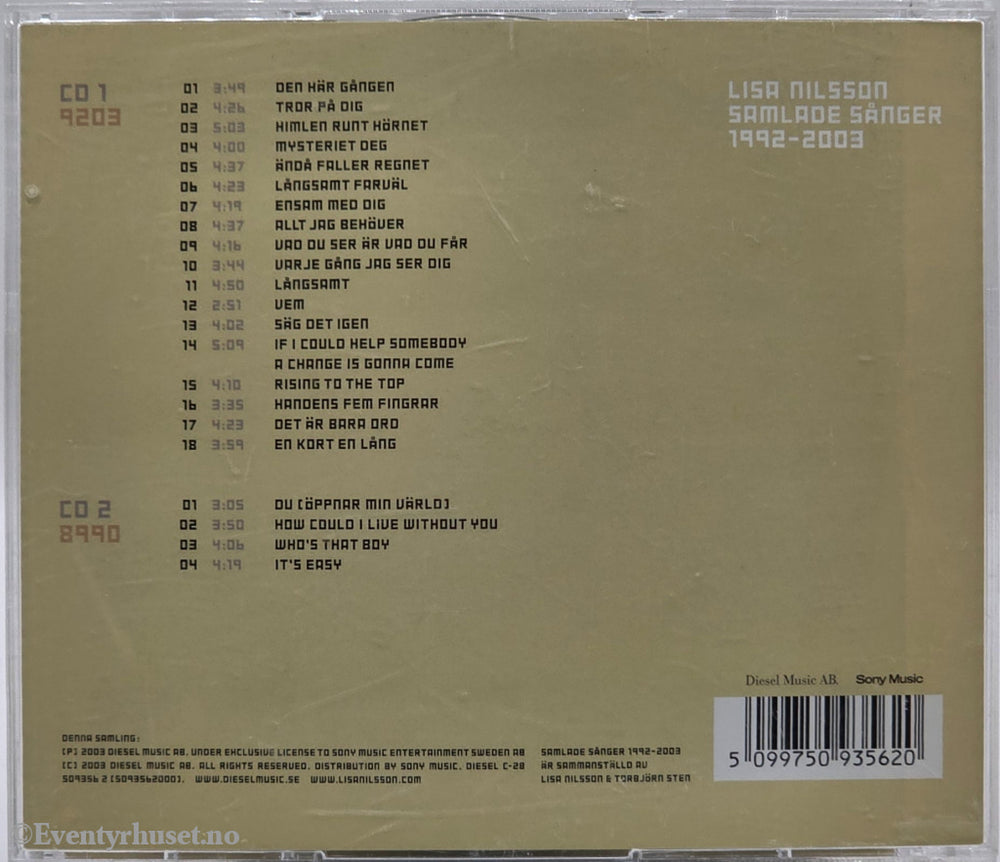 LISA NILSSON
SAMLADE SÅNGER
1992-2003
CD 1
9203
01 3:49 DEN HÄR GÅNGEN
02 4:26 TROR PÅ DIG
03 5:03 HIMLEN RUNT HÖRNET
04 4:00 MYSTERIET DEG
05 4:37 ÄNDÅ FALLER REGNET
06 4:23 LÅNGSAMT FARVÄL
07 4:19 ENSAM MED DIG
08 4:37 ALLT JAG BEHÖVER
09 4:16 VAD DU SER ÄR VAD DU FÅR
10 3:44 VARJE GÅNG JAG SER DIG
11 4:50 LÅNGSAMT
12 2:51 VEM
13 4:02 SÄG DET IGEN
14 5:09 IF I COULD HELP SOMEBODY
A CHANGE IS GONNA COME
15 4:10 RISING TO THE TOP
16 3:35 HANDENS FEM FINGRAR
17 4:23 DET ÄR BARA ORD
18 3:59 EN KORT EN LÅNG
CD 2
8990
01 3:05 DU [ÖPPNAR MIN VÄRLD]
02 3:50 HOW COULD I LIVE WITHOUT YOU
03 4:06 WHO'S THAT BOY
04 4:19 IT'S EASY
Diesel Music AB. Sony Music
5 099750 935620
DENNA SAMLING:
[P] 2003 DIESEL MUSIC AB. UNDER EXCLUSIVE LICENSE TO SONY MUSIC ENTERTAINMENT SWEDEN AB
[C] 2003 DIESEL MUSIC AB. ALL RIGHTS RESERVED. DISTRIBUTION BY SONY MUSIC. DIESEL C-28
509356 2 [5093562000]. WWW.DIESELMUSIC.SE WWW.LISANILSSON.COM
SAMLADE SÅNGER 1992-2003
ÄR SAMMANSTÄLLD AV
LISA NILSSON & TORBJÖRN STEN
©Eventyrhuset.no